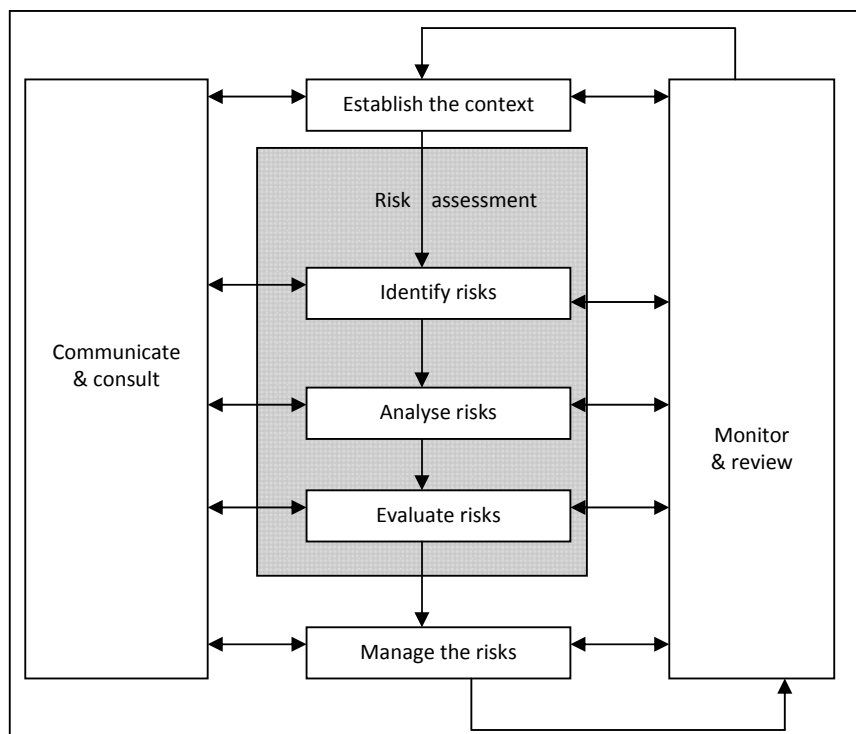 Establish the context
Risk assessment
Identify risks
Communicate
& consult
Analyse risks
Monitor
& review
Evaluate risks
Manage the risks